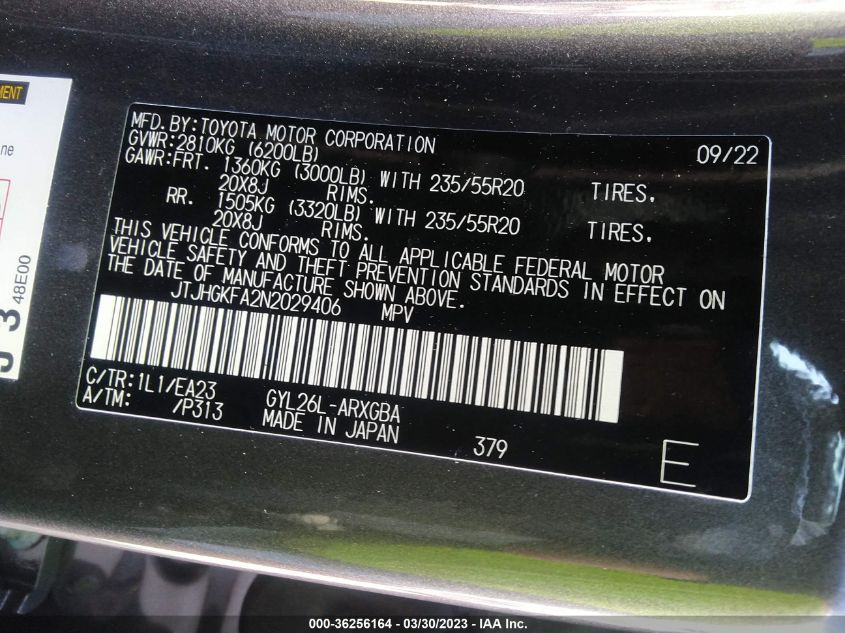 MENT
ne
48E00
MFD. BY: TOYOTA MOTOR CORPORATION 09/22
GVWR: 2810KG (6200LB)
GAWR: FRT. 1360KG (3000LB) WITH 235/55R20 TIRES,
20X8J RIMS.
RR. 1505KG (3320LB) WITH 235/55R20 TIRES,
20X8J RIMS.
THIS VEHICLE CONFORMS TO ALL APPLICABLE FEDERAL MOTOR
VEHICLE SAFETY AND THEFT PREVENTION STANDARDS IN EFFECT ON
THE DATE OF MANUFACTURE SHOWN ABOVE.
JTJHGKFA2N2029406 MPV
C/TR: 1L1/EA23
A/TM: /P313 GYL26L-ARXGBA
MADE IN JAPAN 379 E
000-36256164 - 03/30/2023 - IAA Inc.